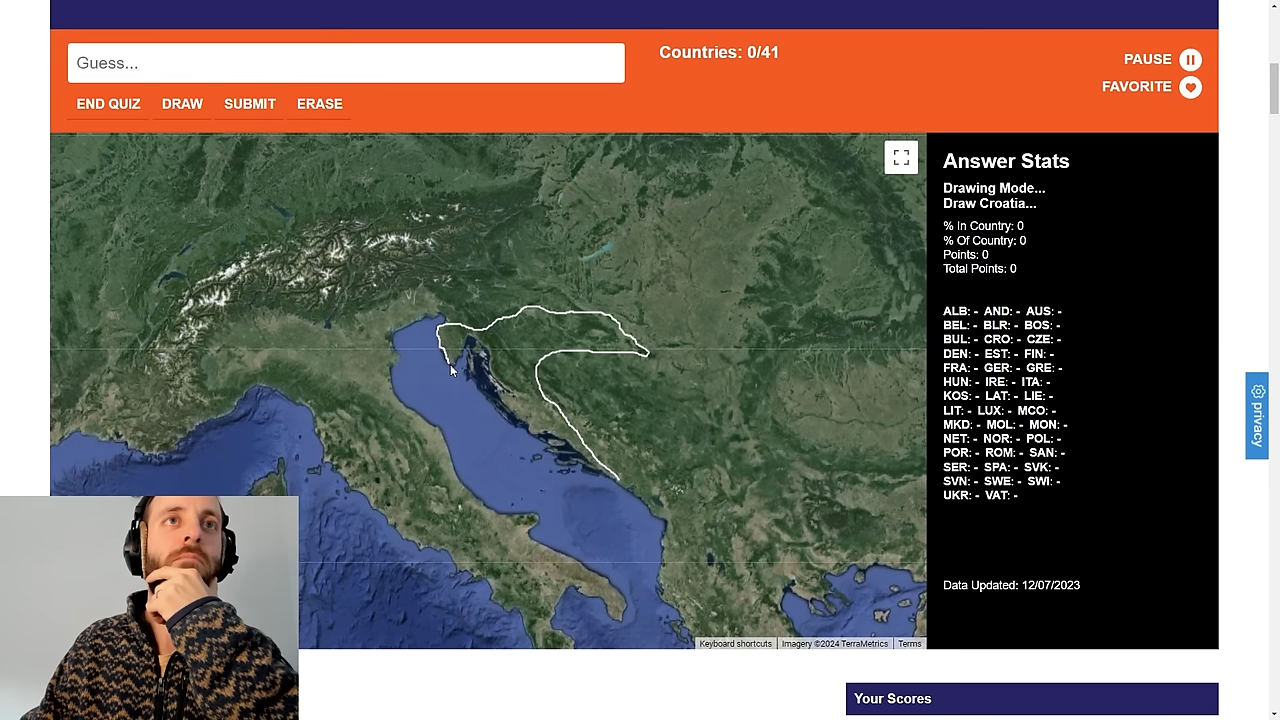 Guess...
Countries: 0/41
PAUSE
FAVORITE
END QUIZ DRAW SUBMIT ERASE
Answer Stats
Drawing Mode...
Draw Croatia...
% In Country: 0
% Of Country: 0
Points: 0
Total Points: 0
ALB: - AND: - AUS: -
BEL: - BLR: - BOS: -
BUL: - CRO: - CZE: -
DEN: - EST: - FIN: -
FRA: - GER: - GRE: -
HUN: - IRE: - ITA: -
KOS: - LAT: - LIE: -
LIT: - LUX: - MCO: -
MKD: - MOL: - MON: -
NET: - NOR: - POL: -
POR: - ROM: - SAN: -
SER: - SPA: - SVK: -
SVN: - SWE: - SWI: -
UKR: - VAT: -
Data Updated: 12/07/2023
privacy
Keyboard shortcuts Imagery ©2024 TerraMetrics Terms
Your Scores